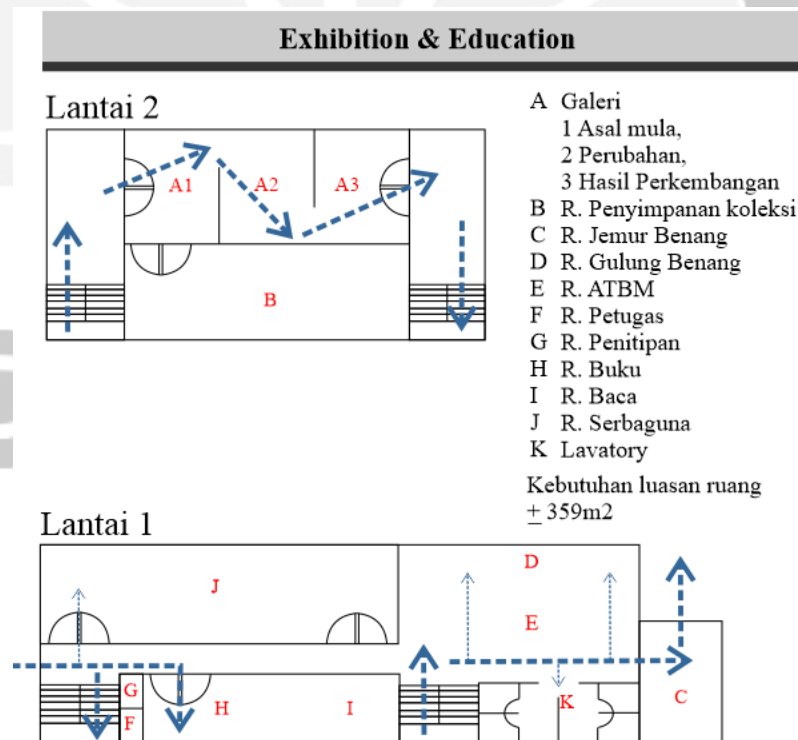 Exhibition & Education
Lantai 2
A1
A2
A3
B
A Galeri
1 Asal mula,
2 Perubahan,
3 Hasil Perkembangan
B R. Penyimpanan koleksi
C R. Jemur Benang
D R. Gulung Benang
E R. ATBM
F R. Petugas
G R. Penitipan
H R. Buku
I R. Baca
J R. Serbaguna
K Lavatory
Kebutuhan luasan ruang
± 359m2
Lantai 1
D
J
E
G
H
I
K
C
F